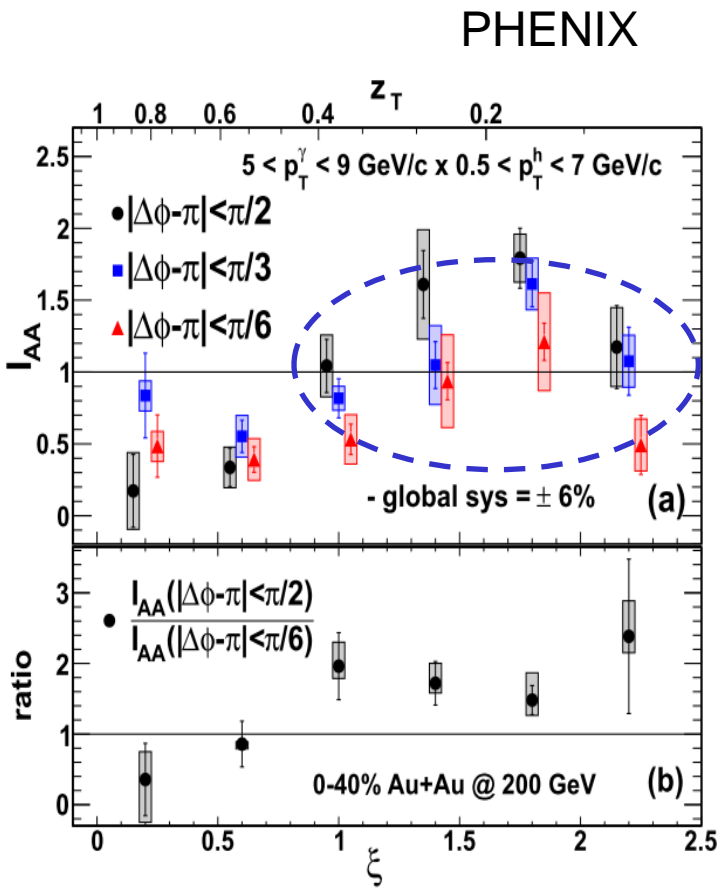 PHENIX
z_T
1 0.8 0.6 0.4 0.2
5 < p_T^γ < 9 GeV/c x 0.5 < p_T^h < 7 GeV/c
|Δϕ-π|<π/2
|Δϕ-π|<π/3
|Δϕ-π|<π/6
I_AA
2.5
2
1.5
1
0.5
0
- global sys = ± 6%
(a)
I_AA(|Δϕ-π|<π/2)
I_AA(|Δϕ-π|<π/6)
ratio
3
2
1
0
0-40% Au+Au @ 200 GeV
(b)
0 0.5 1 1.5 2 2.5
ξ